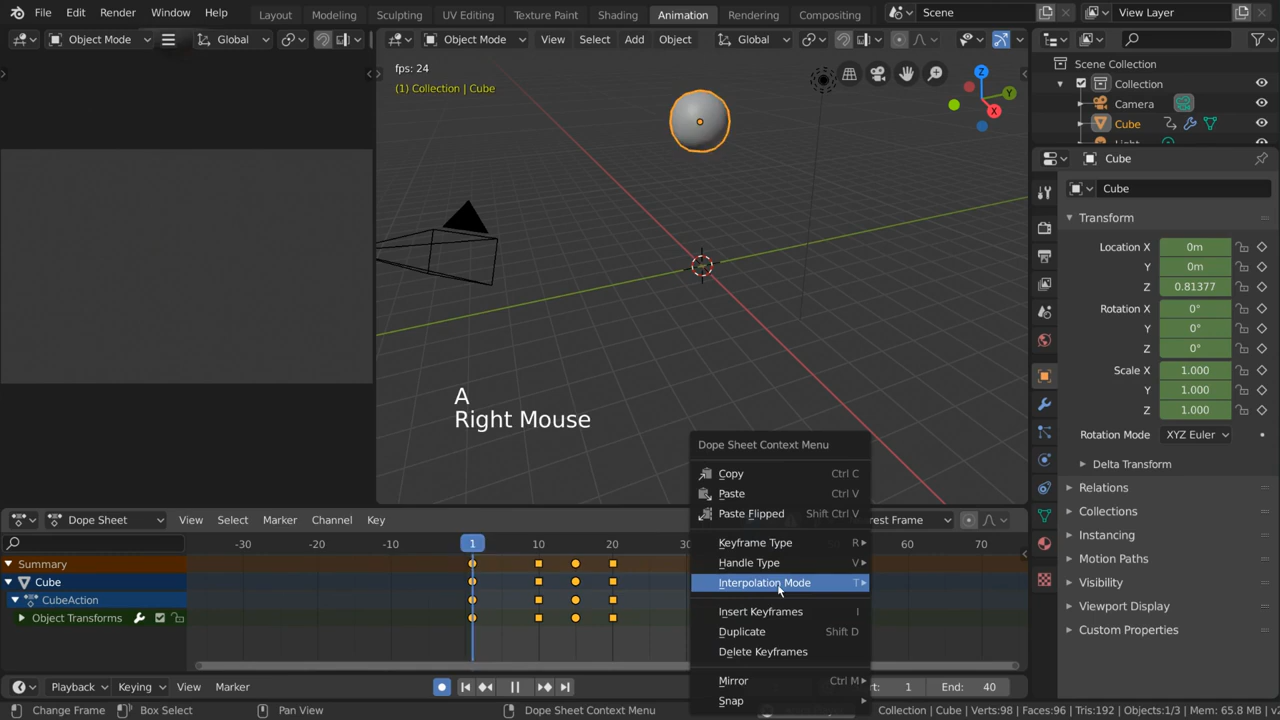 File Edit Render Window Help Layout Modeling Sculpting UV Editing Texture Paint Shading Animation Rendering Compositing Scene View Layer
Object Mode Global Object Mode View Select Add Object Global
fps: 24
(1) Collection | Cube
Z
Y
X
Scene Collection
Collection
Camera
Cube
Cube
Cube
Transform
Location X 0m
Y 0m
Z 0.81377
Rotation X 0°
Y 0°
Z 0°
Scale X 1.000
Y 1.000
Z 1.000
Rotation Mode XYZ Euler
Delta Transform
Relations
Collections
Instancing
Motion Paths
Visibility
Viewport Display
Custom Properties
A
Right Mouse
Dope Sheet Context Menu
Copy Ctrl C
Paste Ctrl V
Paste Flipped Shift Ctrl V
Keyframe Type R
Handle Type V
Interpolation Mode T
Insert Keyframes I
Duplicate Shift D
Delete Keyframes
Mirror Ctrl M
Snap
Dope Sheet View Select Marker Channel Key rest Frame
-30 -20 -10 1 10 20 30 60 70
Summary
Cube
CubeAction
Object Transforms
Playback Keying View Marker rt: 1 End: 40
Change Frame Box Select Pan View Dope Sheet Context Menu Collection | Cube | Verts:98 | Faces:96 | Tris:192 | Objects:1/3 | Mem: 65.8 MiB | v2